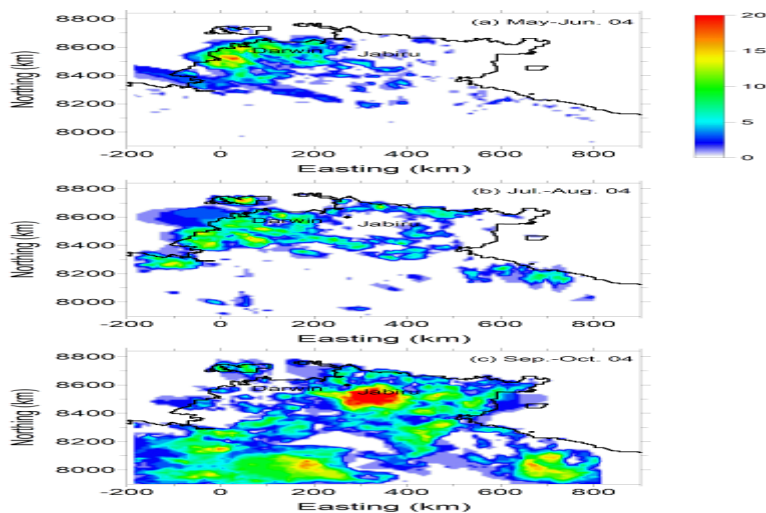 (a) May-Jun. 04
Darwin
Jabiru
8800
8600
8400
8200
8000
Northing (km)
-200 0 200 400 600 800
Easting (km)
20
15
10
5
0
(b) Jul.-Aug. 04
Darwin
Jabiru
8800
8600
8400
8200
8000
Northing (km)
-200 0 200 400 600 800
Easting (km)
(c) Sep.-Oct. 04
Darwin
Jabiru
8800
8600
8400
8200
8000
Northing (km)
-200 0 200 400 600 800
Easting (km)